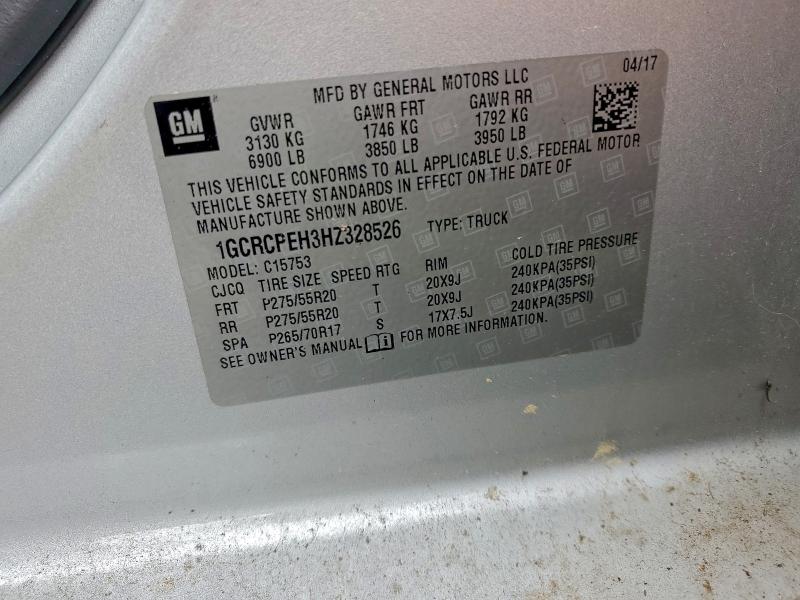 MFD BY GENERAL MOTORS LLC 04/17
GM
GVWR GAWR FRT GAWR RR
3130 KG 1746 KG 1792 KG
6900 LB 3850 LB 3950 LB
THIS VEHICLE CONFORMS TO ALL APPLICABLE U.S. FEDERAL MOTOR
VEHICLE SAFETY STANDARDS IN EFFECT ON THE DATE OF
MANUFACTURE SHOWN ABOVE.
1GCRCPEH3HZ328526 TYPE: TRUCK
MODEL: C15753
CJCQ TIRE SIZE SPEED RTG RIM COLD TIRE PRESSURE
FRT P275/55R20 T 20X9J 240KPA(35PSI)
RR P275/55R20 T 20X9J 240KPA(35PSI)
SPA P265/70R17 S 17X7.5J 240KPA(35PSI)
SEE OWNER'S MANUAL FOR MORE INFORMATION.